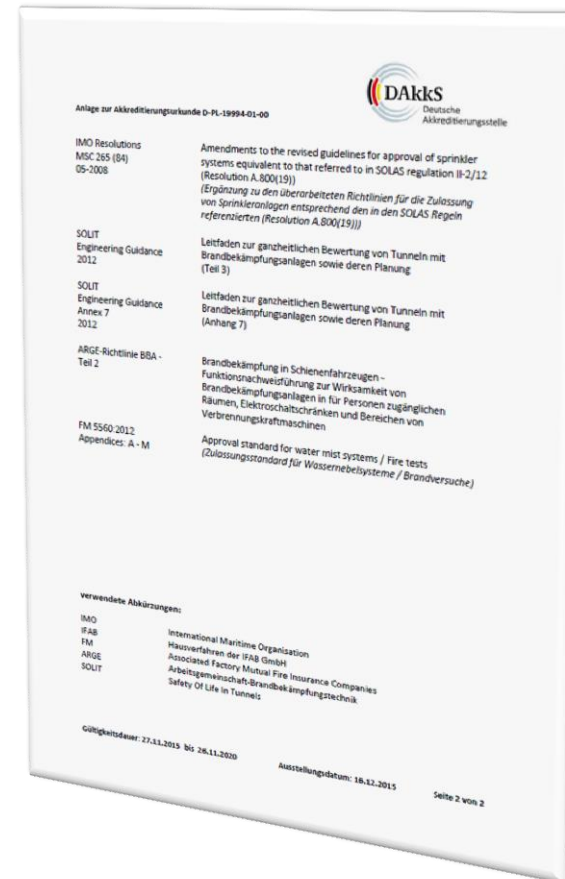 DAkkS
Deutsche
Akkreditierungsstelle
Anlage zur Akkreditierungsurkunde D-PL-19994-01-00
IMO Resolutions
MSC 265 (84)
05-2008
Amendments to the revised guidelines for approval of sprinkler
systems equivalent to that referred to in SOLAS regulation II-2/12
(Resolution A.800(19))
(Ergänzung zu den überarbeiteten Richtlinien für die Zulassung
von Sprinkleranlagen entsprechend den in den SOLAS Regeln
referenzierten (Resolution A.800(19)))
SOLIT
Engineering Guidance
2012
Leitfaden zur ganzheitlichen Bewertung von Tunneln mit
Brandbekämpfungsanlagen sowie deren Planung
(Teil 3)
SOLIT
Engineering Guidance
Annex 7
2012
Leitfaden zur ganzheitlichen Bewertung von Tunneln mit
Brandbekämpfungsanlagen sowie deren Planung
(Anhang 7)
ARGE-Richtlinie BBA -
Teil 2
Brandbekämpfung in Schienenfahrzeugen –
Funktionsnachweisführung zur Wirksamkeit von
Brandbekämpfungsanlagen in für Personen zugänglichen
Räumen, Elektroschaltschränken und Bereichen von
Verbrennungskraftmaschinen
FM 5560:2012
Appendices: A - M
Approval standard for water mist systems / Fire tests
(Zulassungsstandard für Wassernebelsysteme / Brandversuche)
verwendete Abkürzungen:
IMO International Maritime Organisation
IFAB Hausverfahren der IFAB GmbH
FM Associated Factory Mutual Fire Insurance Companies
ARGE Arbeitsgemeinschaft-Brandbekämpfungstechnik
SOLIT Safety Of Life in Tunnels
Gültigkeitsdauer: 27.11.2015 bis 26.11.2020
Ausstellungsdatum: 16.12.2015
Seite 2 von 2